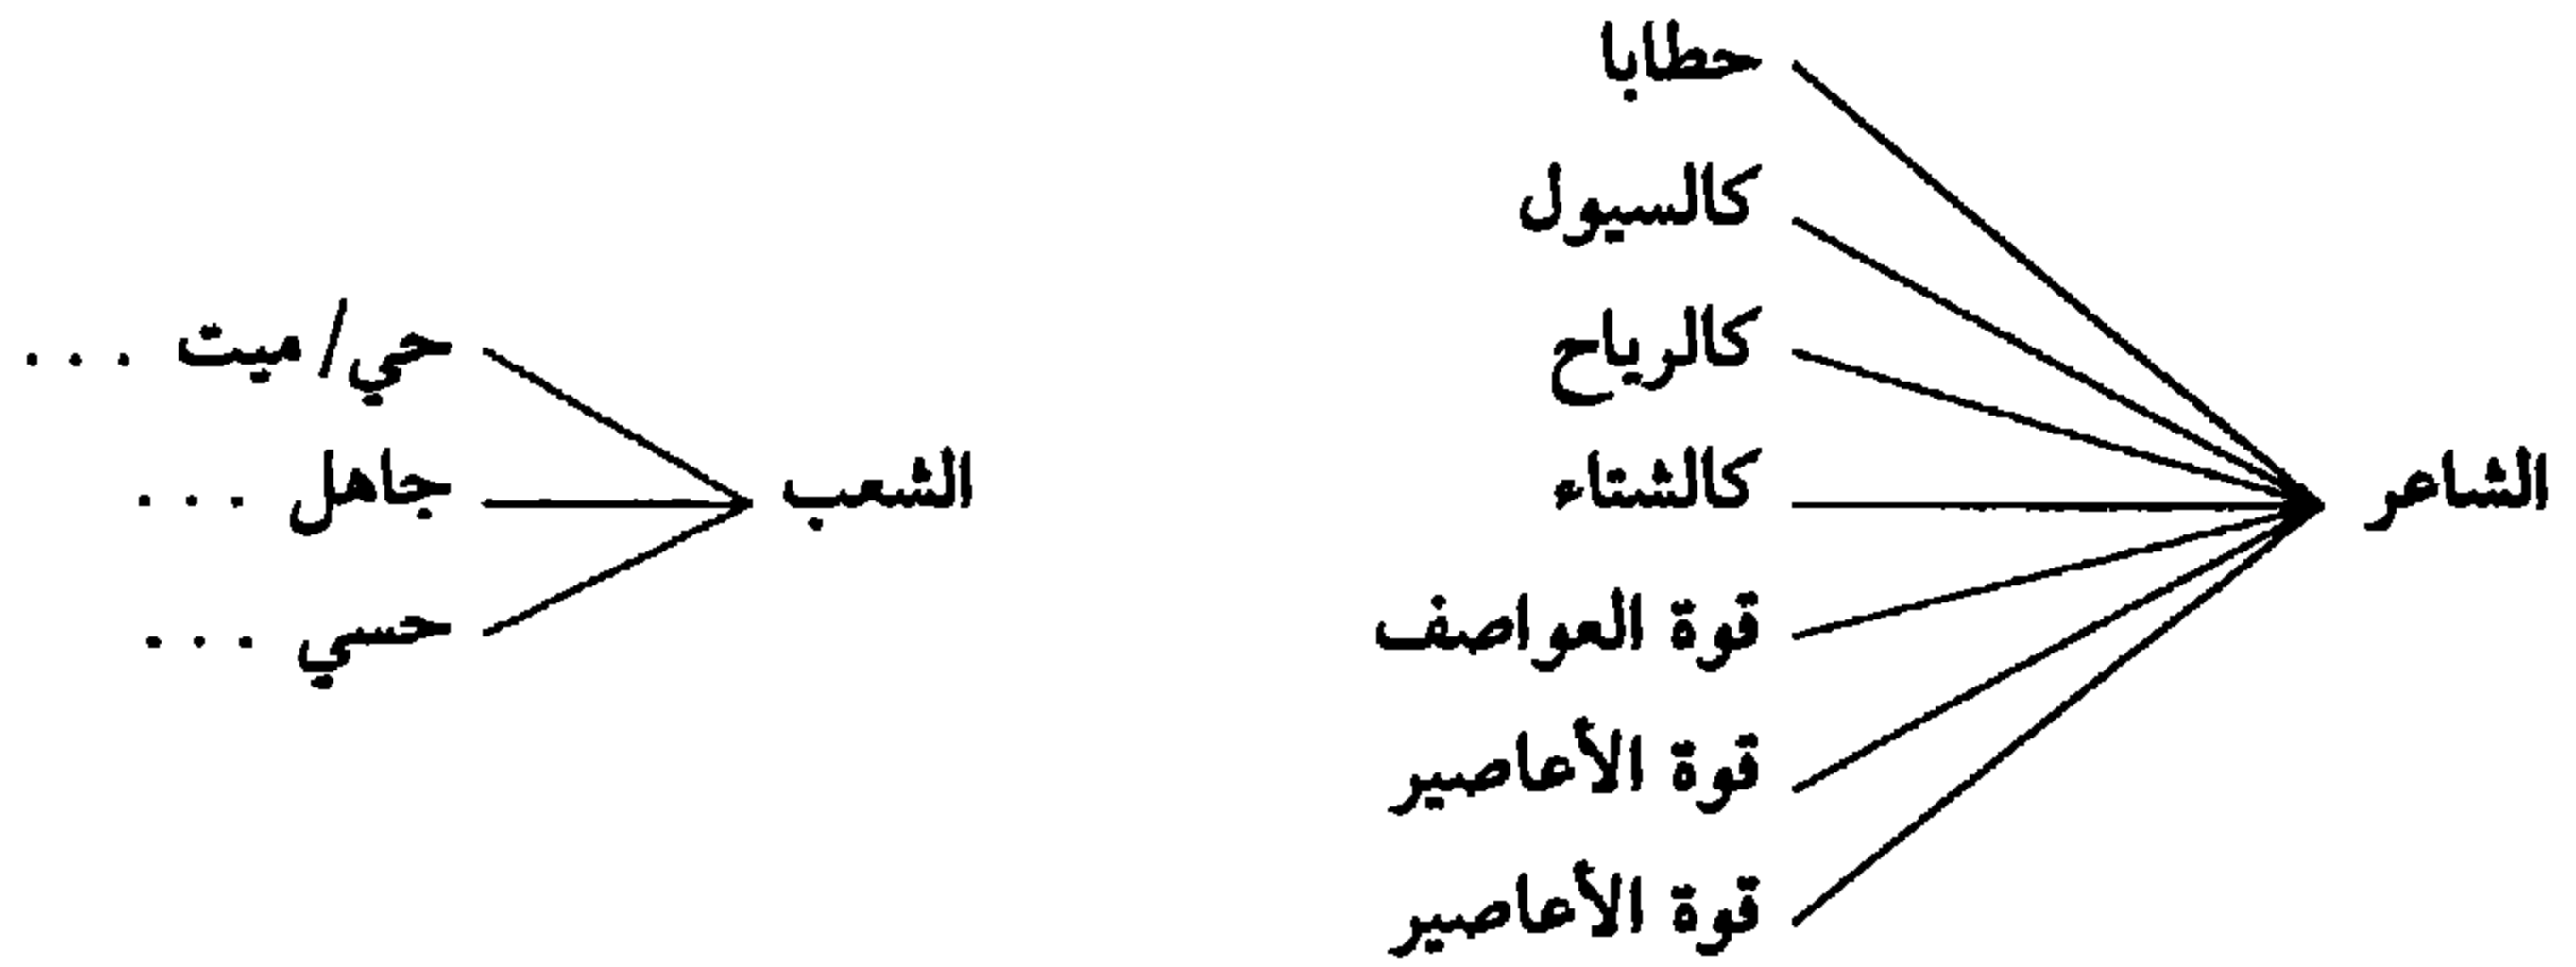 الشاعر
حطابا
كالسيول
كالرياح
كالشتاء
قوة العواصف
قوة الأعاصير
قوة الأعاصير
الشعب
حي/ميت ...
جاهل ...
حسي ...